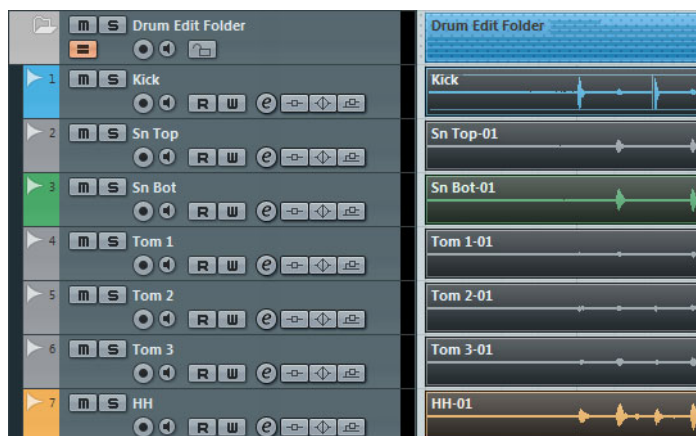 m S Drum Edit Folder
Drum Edit Folder
1 m S Kick
R W e
Kick
2 m S Sn Top
R W e
Sn Top-01
3 m S Sn Bot
R W e
Sn Bot-01
4 m S Tom 1
R W e
Tom 1-01
5 m S Tom 2
R W e
Tom 2-01
6 m S Tom 3
R W e
Tom 3-01
7 m S HH
R W e
HH-01